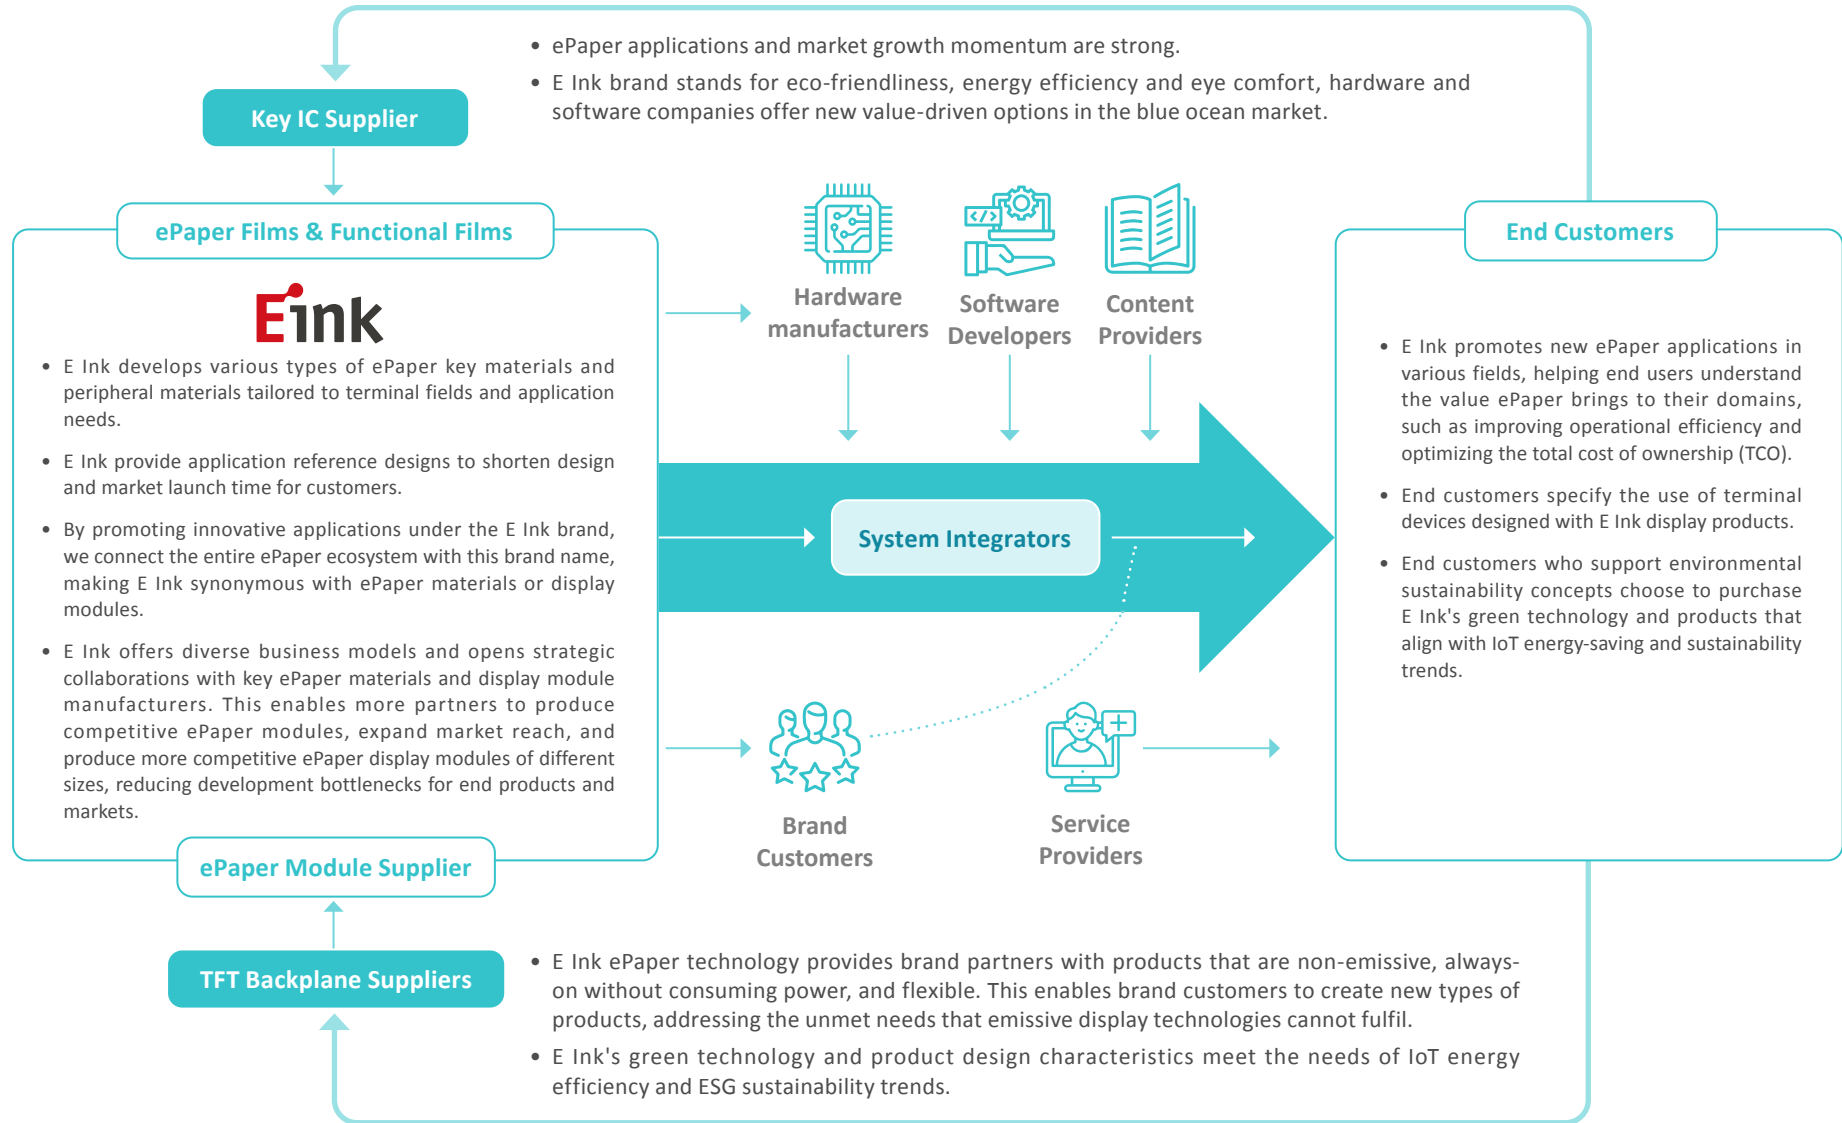 • ePaper applications and market growth momentum are strong.
• E Ink brand stands for eco-friendliness, energy efficiency and eye comfort, hardware and
software companies offer new value-driven options in the blue ocean market.
Key IC Supplier
ePaper Films & Functional Films
E Ink
• E Ink develops various types of ePaper key materials and
peripheral materials tailored to terminal fields and application
needs.
• E Ink provide application reference designs to shorten design
and market launch time for customers.
• By promoting innovative applications under the E Ink brand,
we connect the entire ePaper ecosystem with this brand name,
making E Ink synonymous with ePaper materials or display
modules.
• E Ink offers diverse business models and opens strategic
collaborations with key ePaper materials and display module
manufacturers. This enables more partners to produce
competitive ePaper modules, expand market reach, and
produce more competitive ePaper display modules of different
sizes, reducing development bottlenecks for end products and
markets.
ePaper Module Supplier
TFT Backplane Suppliers
Hardware
manufacturers
</>
Software
Developers
Content
Providers
System Integrators
Brand
Customers
Service
Providers
End Customers
• E Ink promotes new ePaper applications in
various fields, helping end users understand
the value ePaper brings to their domains,
such as improving operational efficiency and
optimizing the total cost of ownership (TCO).
• End customers specify the use of terminal
devices designed with E Ink display products.
• End customers who support environmental
sustainability concepts choose to purchase
E Ink's green technology and products that
align with IoT energy-saving and sustainability
trends.
• E Ink ePaper technology provides brand partners with products that are non-emissive, always-
on without consuming power, and flexible. This enables brand customers to create new types of
products, addressing the unmet needs that emissive display technologies cannot fulfil.
• E Ink's green technology and product design characteristics meet the needs of IoT energy
efficiency and ESG sustainability trends.